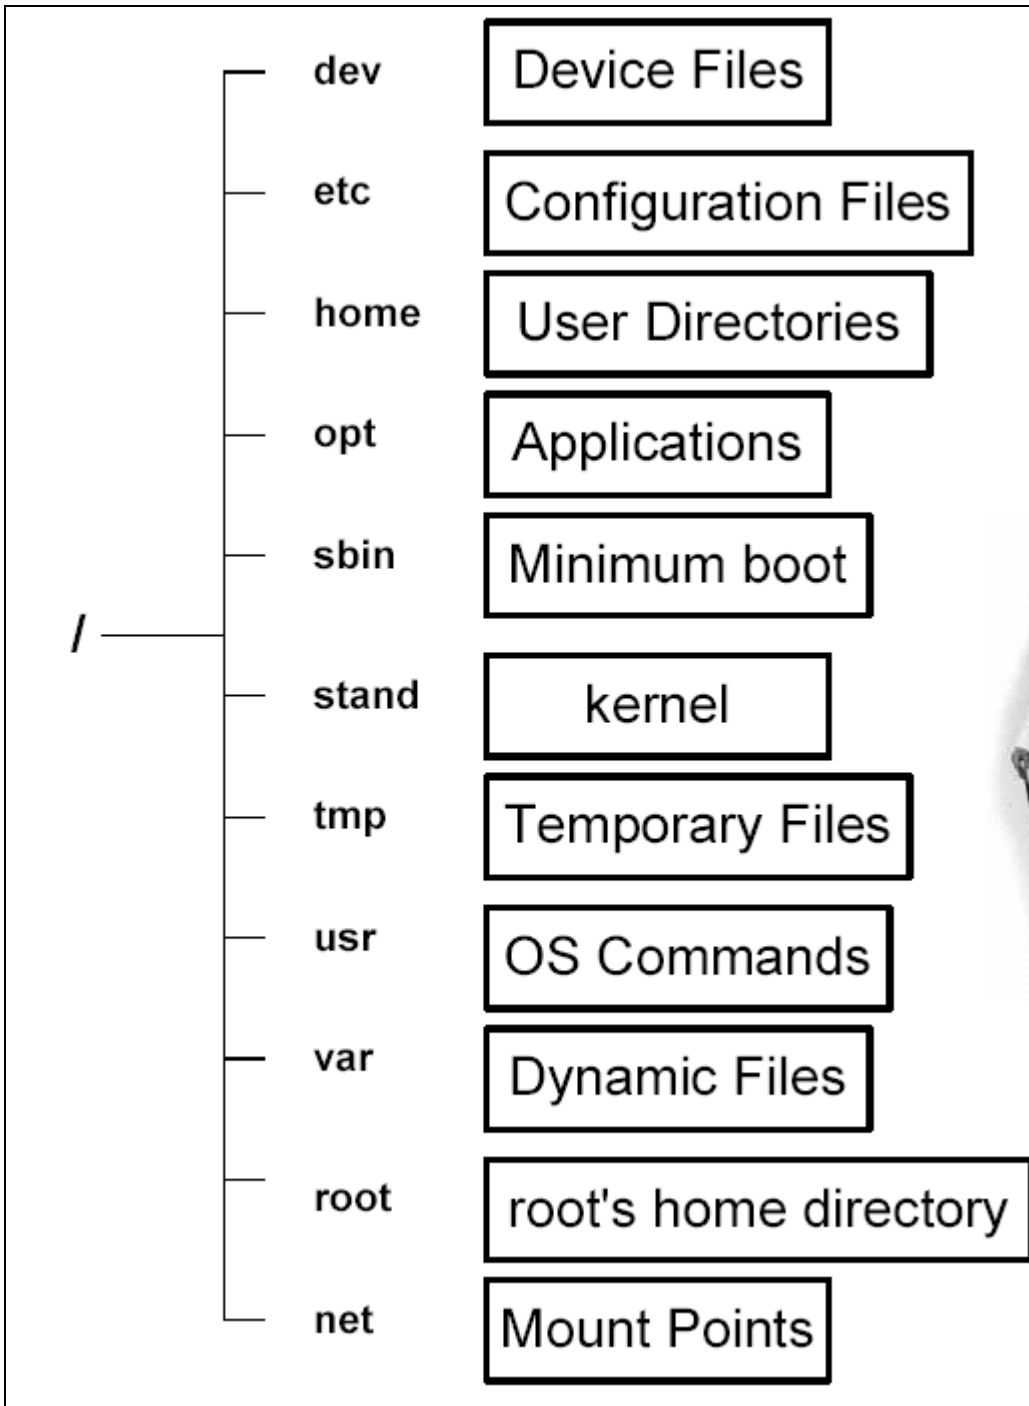 dev Device Files
etc Configuration Files
home User Directories
opt Applications
sbin Minimum boot
/
stand kernel
tmp Temporary Files
usr OS Commands
var Dynamic Files
root root's home directory
net Mount Points